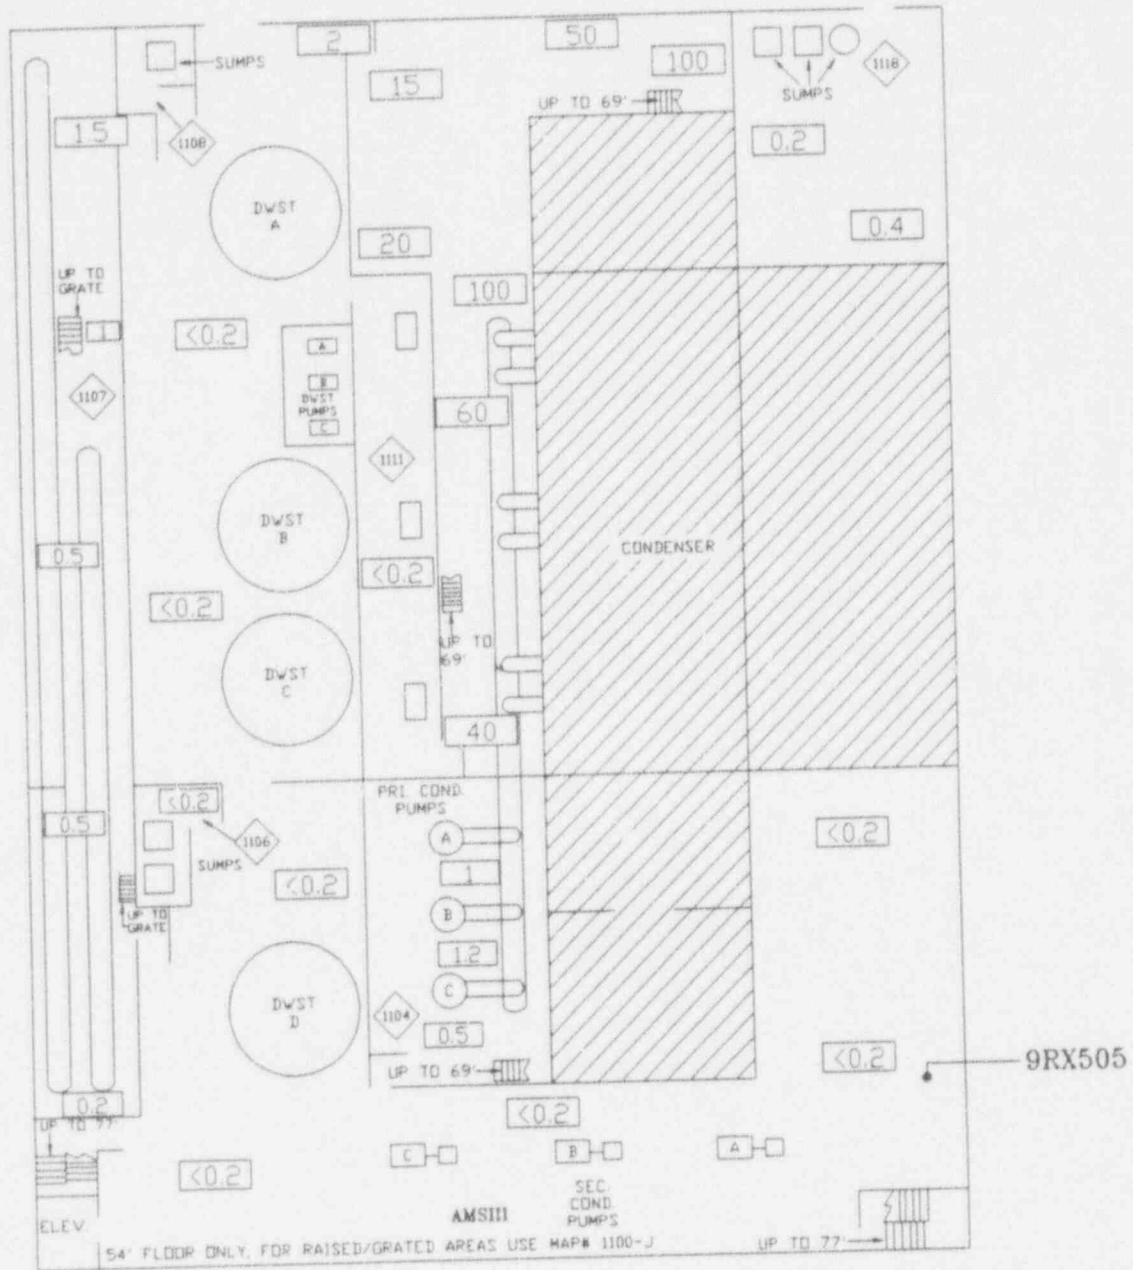 2
50
15
100
SUMPS
1118
SUMPS
UP TO 69'
15
1108
0.2
DWST
A
20
0.4
UP TO
GRATE
100
<0.2
A
B
DWST
PUMPS
C
1107
60
1111
DWST
B
CONDENSER
0.5
<0.2
<0.2
UP TO
69'
DWST
C
40
PRI. COND.
PUMPS
<0.2
0.5
1106
SUMPS
A
<0.2
1
<0.2
UP TO
GRATE
B
1.2
DWST
D
C
1104
0.5
<0.2
9RX505
UP TO 69'
0.2
<0.2
UP TO 77'
C
B
A
<0.2
SEC.
COND.
PUMPS
AMSIII
ELEV.
54' FLOOR ONLY, FOR RAISED/GRATED AREAS USE MAP# 1100-J
UP TO 77'